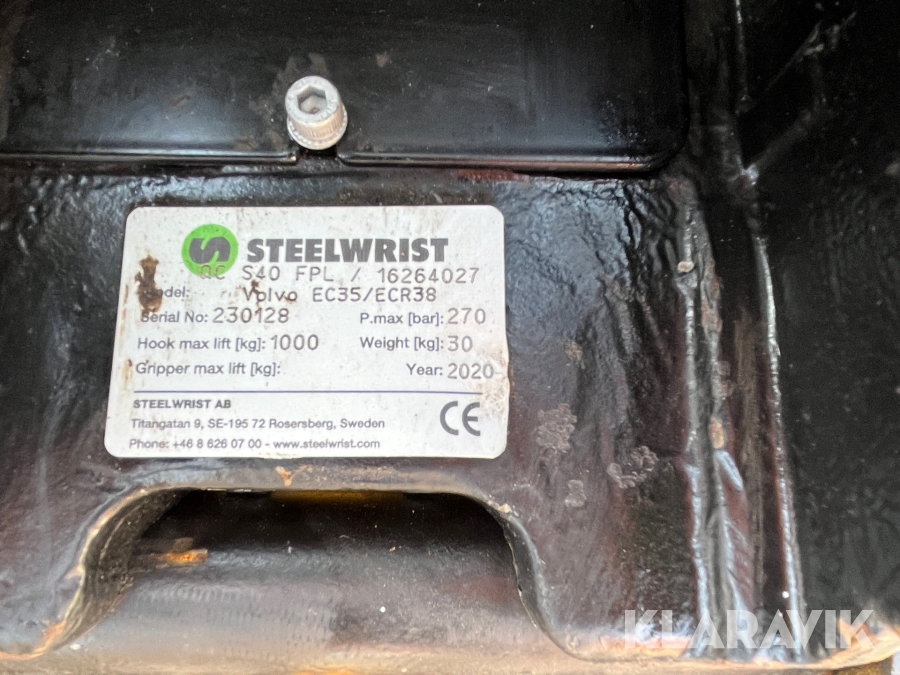 STEELWRIST
QC S40 FPL / 16264027
Model: Volvo EC35/ECR38
Serial No: 230128 P.max [bar]: 270
Hook max lift [kg]: 1000 Weight [kg]: 30
Gripper max lift [kg]: Year: 2020
STEELWRIST AB
Titangatan 9, SE-195 72 Rosersberg, Sweden
Phone: +46 8 626 07 00 - www.steelwrist.com
CE
KLARAVIK